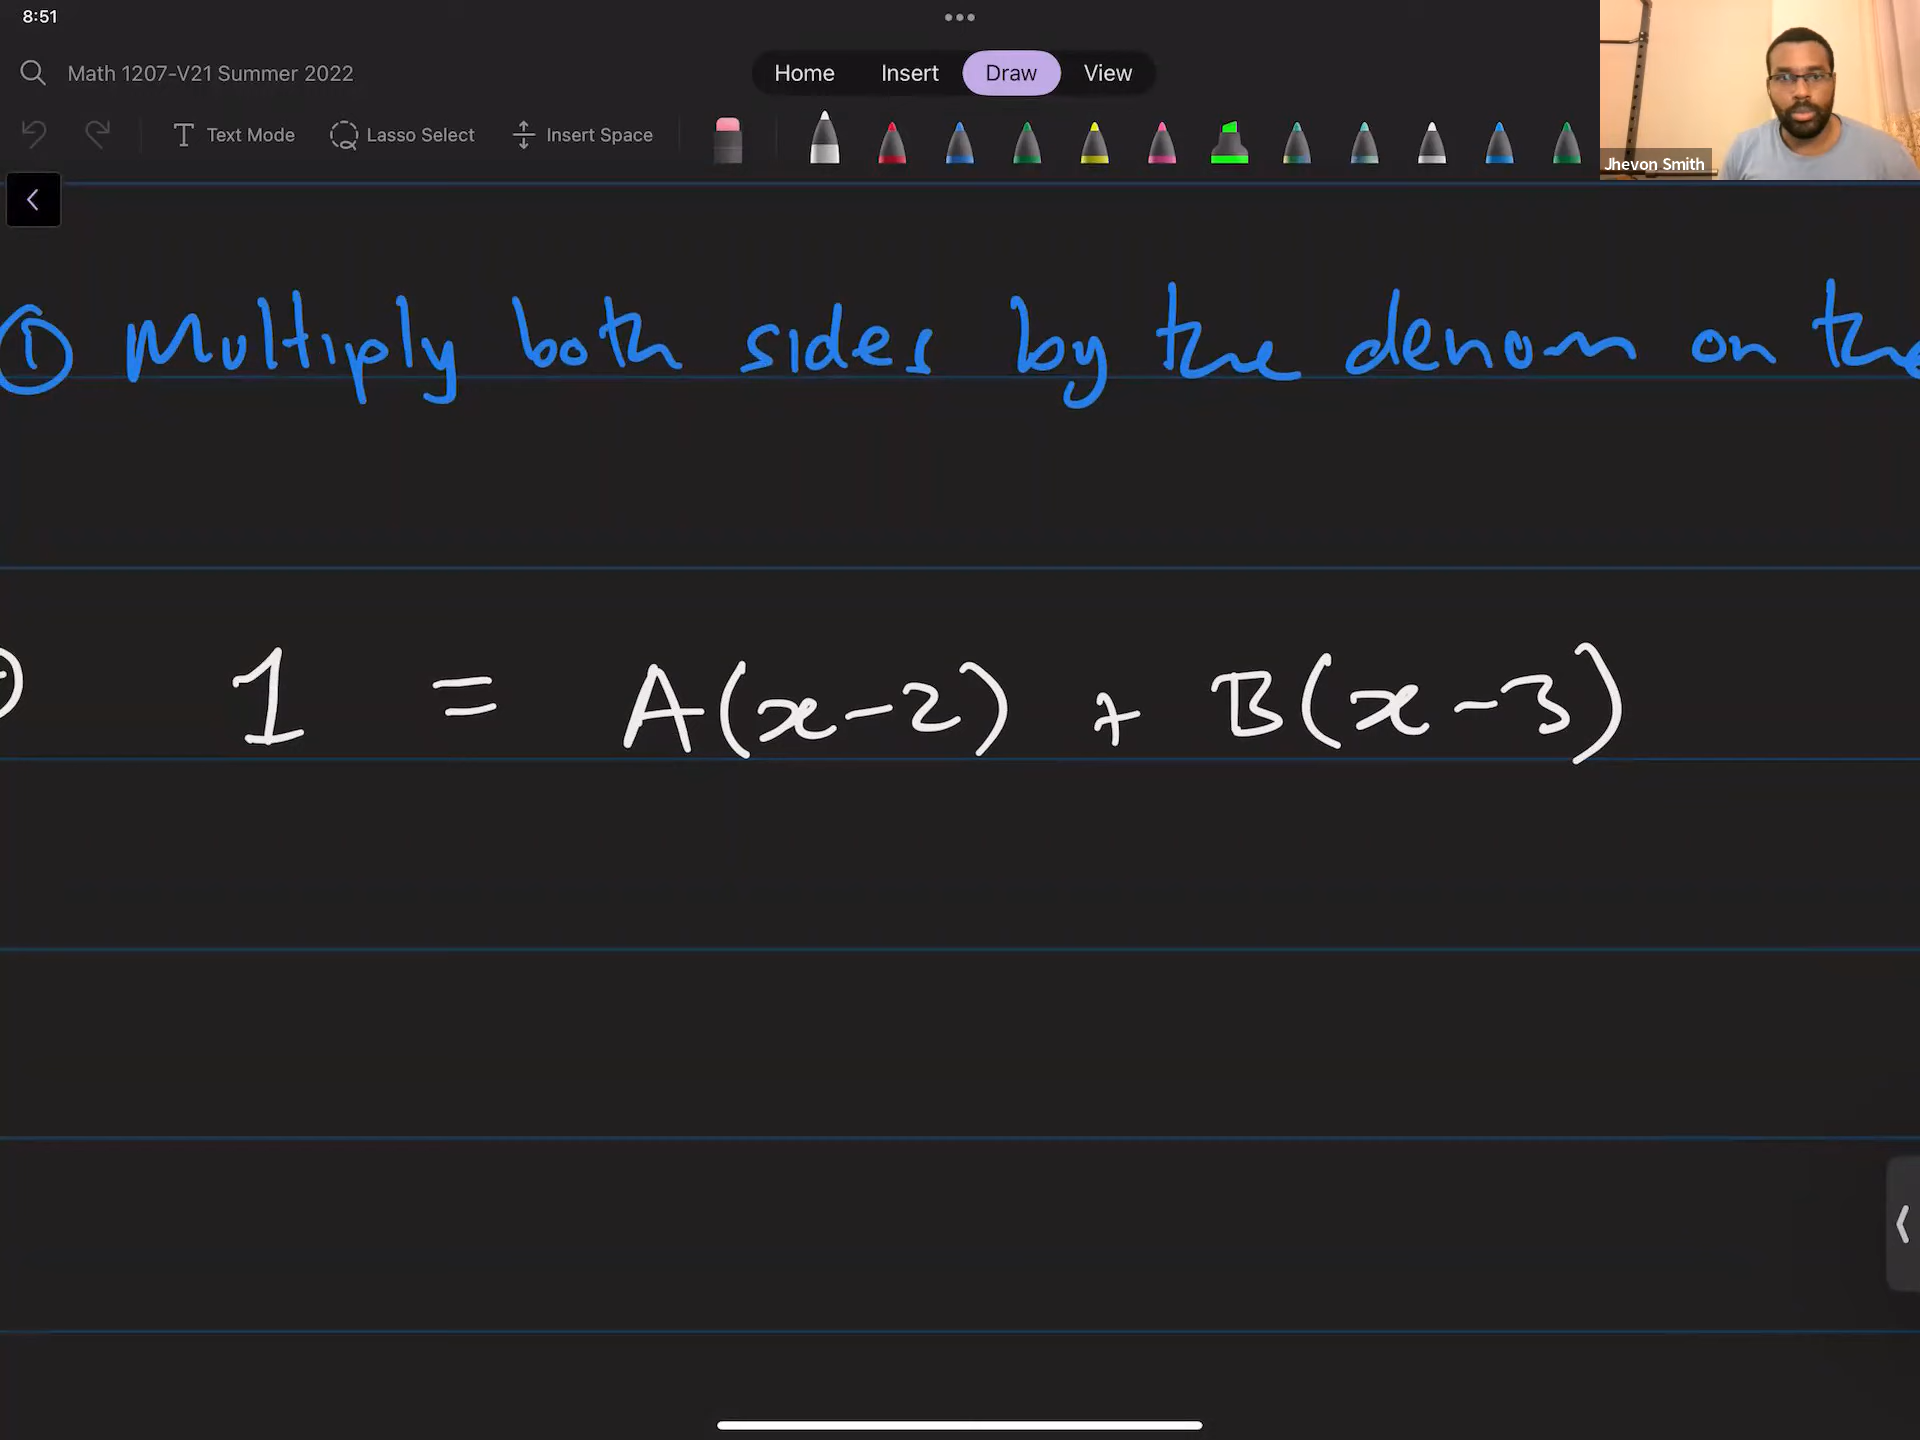 8:51
Math 1207-V21 Summer 2022
Home Insert Draw View
Text Mode Lasso Select Insert Space
Jhevon Smith
① Multiply both sides by the denom on the
1 = A(x-2) + B(x-3)